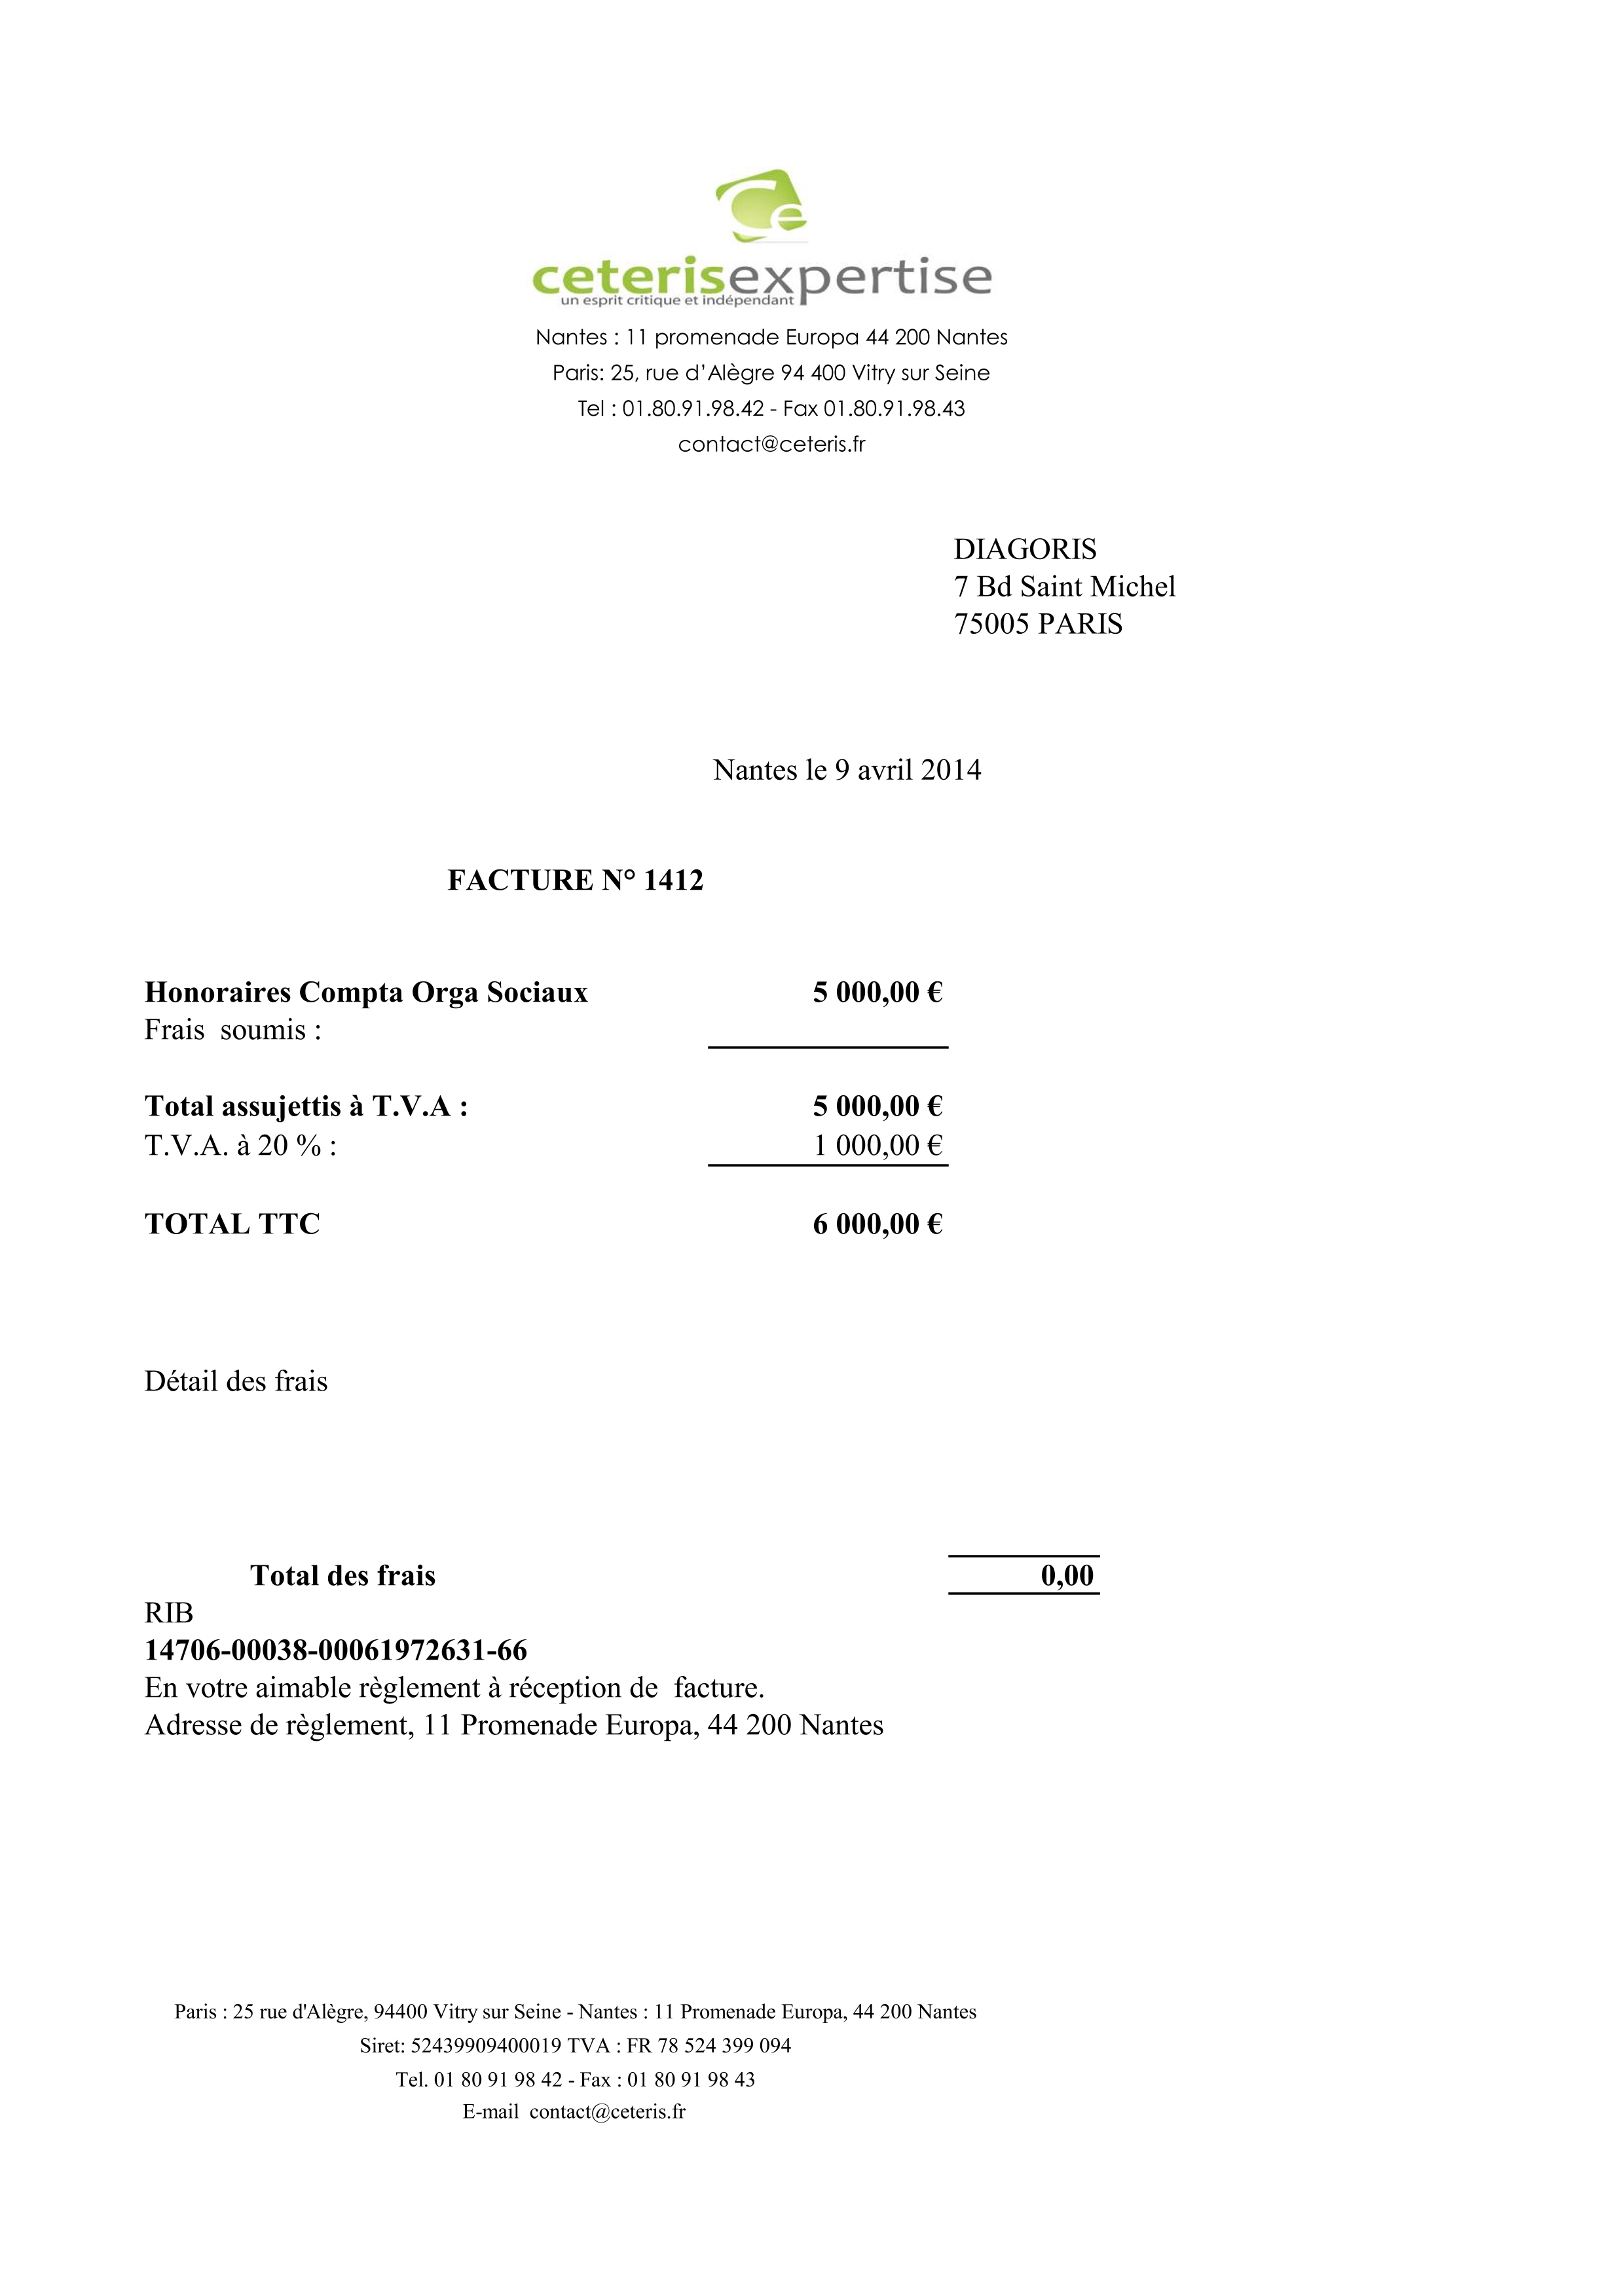 Ce
ceterisexpertise
un esprit critique et indépendant
Nantes : 11 promenade Europa 44 200 Nantes
Paris: 25, rue d’Alègre 94 400 Vitry sur Seine
Tel : 01.80.91.98.42 - Fax 01.80.91.98.43
contact@ceteris.fr
DIAGORIS
7 Bd Saint Michel
75005 PARIS
Nantes le 9 avril 2014
FACTURE N° 1412
Honoraires Compta Orga Sociaux 5 000,00 €
Frais soumis :
Total assujettis à T.V.A : 5 000,00 €
T.V.A. à 20 % : 1 000,00 €
TOTAL TTC 6 000,00 €
Détail des frais
Total des frais 0,00
RIB
14706-00038-00061972631-66
En votre aimable règlement à réception de facture.
Adresse de règlement, 11 Promenade Europa, 44 200 Nantes
Paris : 25 rue d'Alègre, 94400 Vitry sur Seine - Nantes : 11 Promenade Europa, 44 200 Nantes
Siret: 52439909400019 TVA : FR 78 524 399 094
Tel. 01 80 91 98 42 - Fax : 01 80 91 98 43
E-mail contact@ceteris.fr